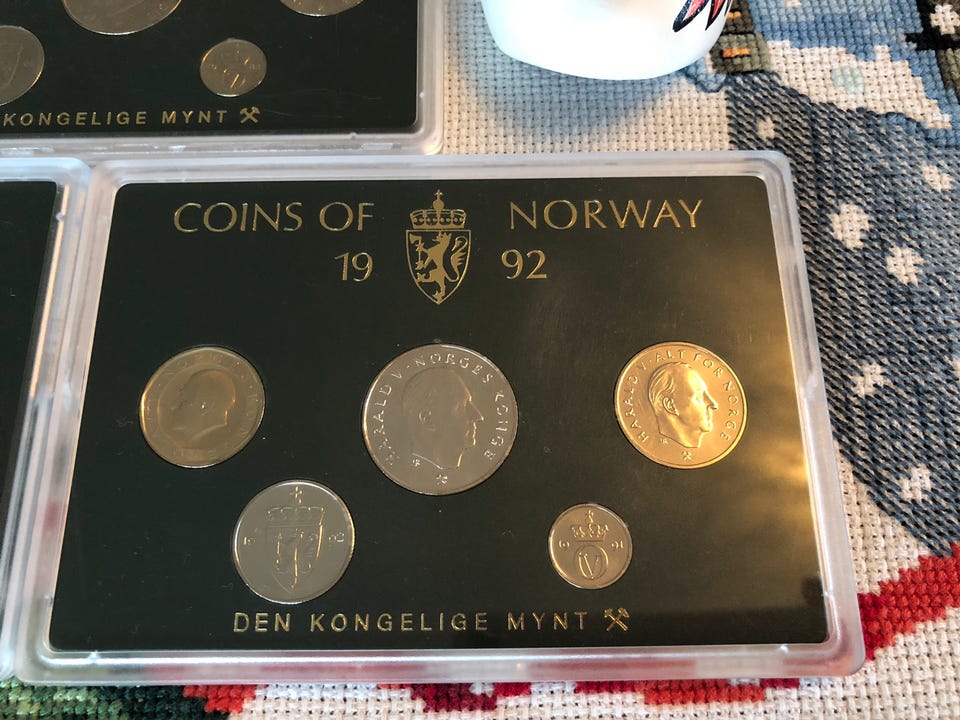 KONGELIGE MYNT
COINS OF NORWAY
19 92
HARALD V · NORGES KONGE
HARALD V · ALT FOR NORGE
DEN KONGELIGE MYNT